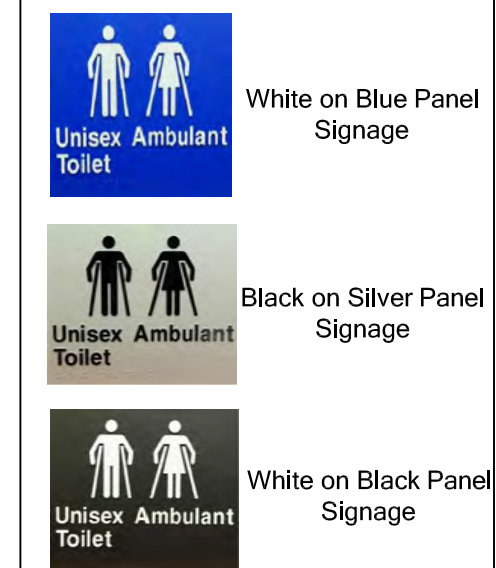 Unisex Ambulant
Toilet
White on Blue Panel
Signage
Unisex Ambulant
Toilet
Black on Silver Panel
Signage
Unisex Ambulant
Toilet
White on Black Panel
Signage